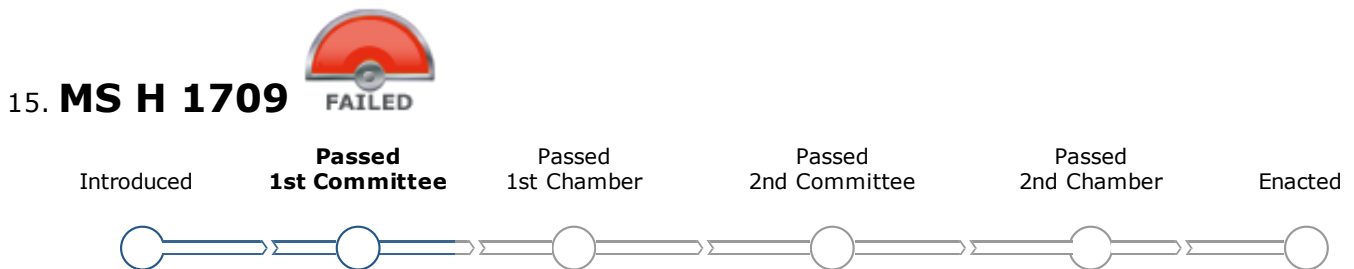 15. MS H 1709 FAILED
Introduced
Passed
1st Committee
Passed
1st Chamber
Passed
2nd Committee
Passed
2nd Chamber
Enacted